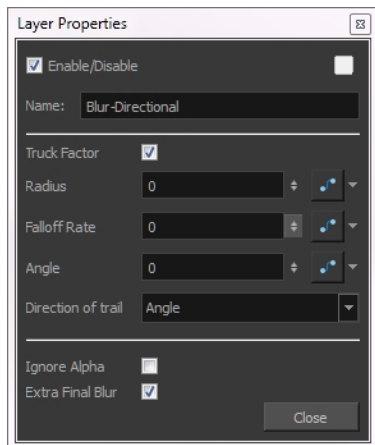 Layer Properties
Enable/Disable
Name: Blur-Directional
Truck Factor
Radius 0
Falloff Rate 0
Angle 0
Direction of trail Angle
Ignore Alpha
Extra Final Blur
Close